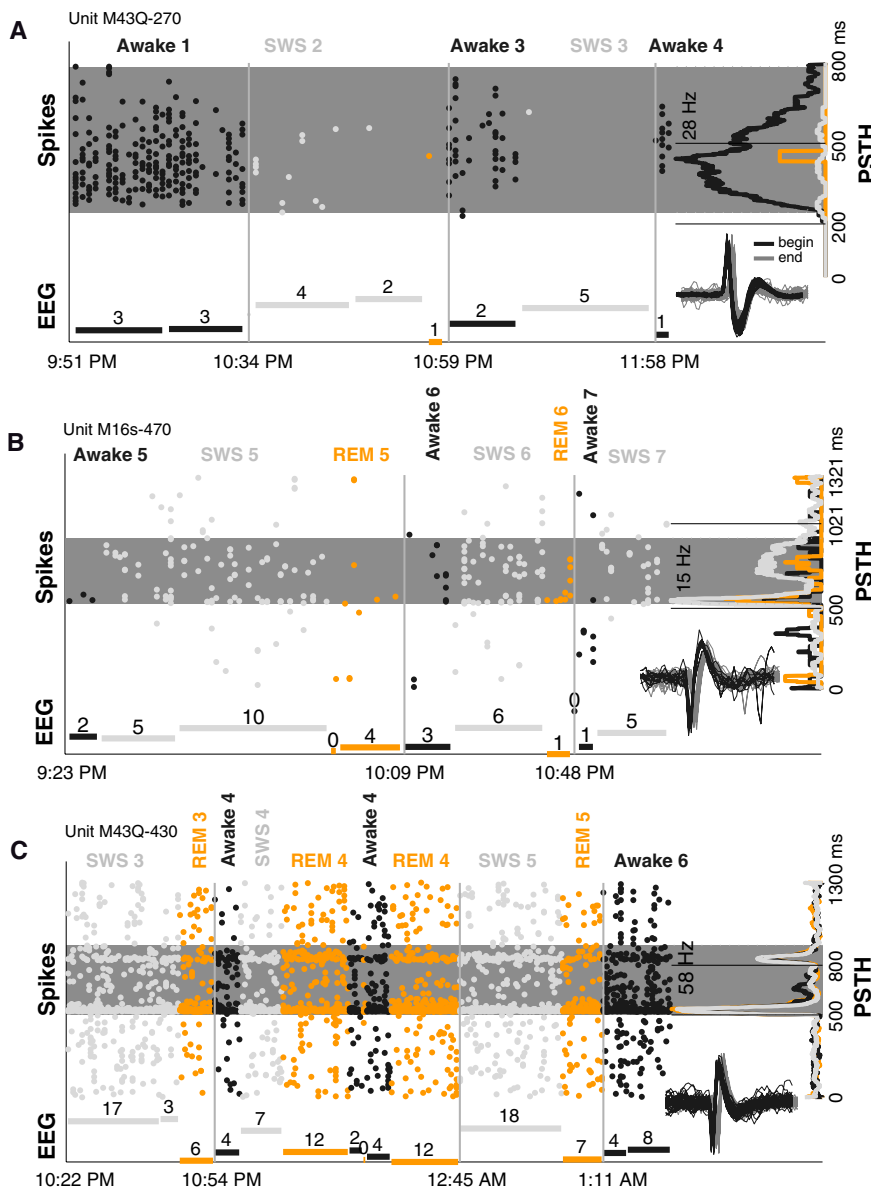 A
Unit M43Q-270
Awake 1
SWS 2
Awake 3
SWS 3
Awake 4
Spikes
28 Hz
800 ms
500
200
0
PSTH
begin
end
EEG
3
3
4
2
1
2
5
1
9:51 PM
10:34 PM
10:59 PM
11:58 PM
B
Unit M16s-470
Awake 5
SWS 5
REM 5
Awake 6
SWS 6
REM 6
Awake 7
SWS 7
Spikes
15 Hz
1321 ms
1021
500
0
PSTH
EEG
2
5
10
0
4
3
6
1
0
1
5
9:23 PM
10:09 PM
10:48 PM
C
Unit M43Q-430
SWS 3
REM 3
Awake 4
SWS 4
REM 4
Awake 4
REM 4
SWS 5
REM 5
Awake 6
Spikes
58 Hz
1300 ms
800
500
0
PSTH
EEG
17
3
6
4
7
12
2
0
4
12
18
7
4
8
10:22 PM
10:54 PM
12:45 AM
1:11 AM